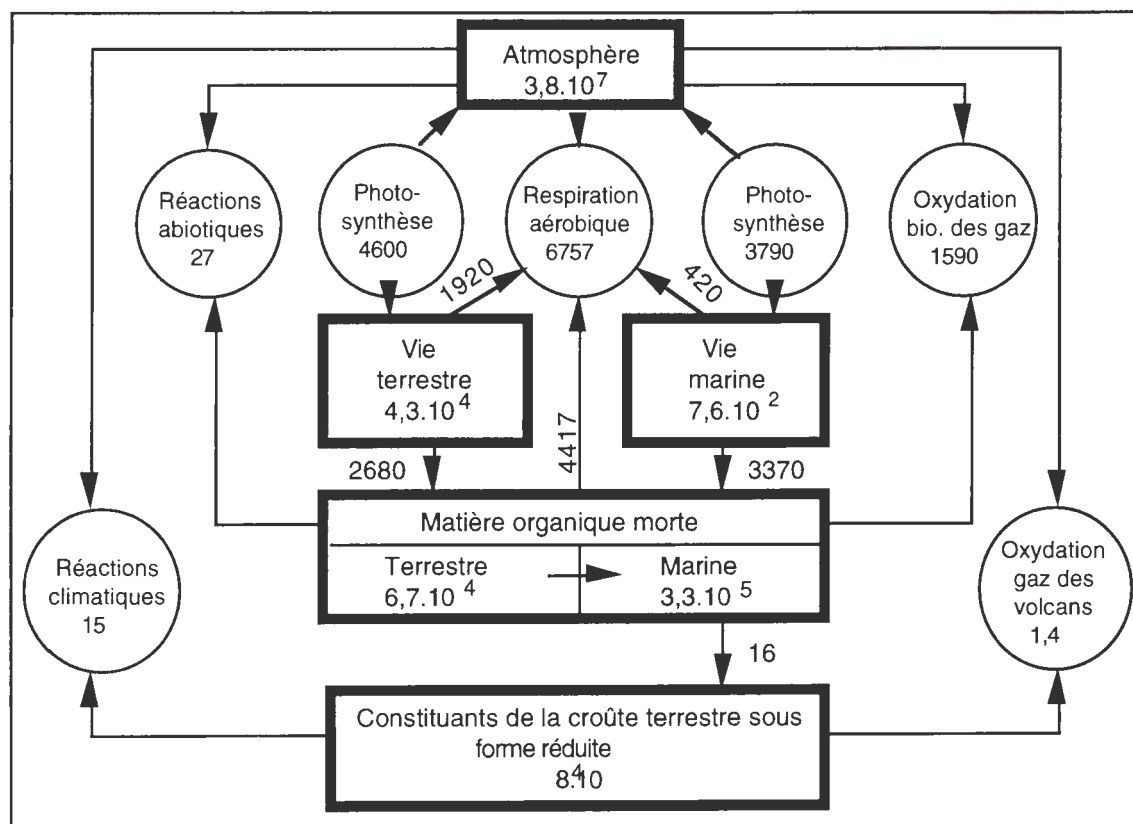 Atmosphère
3,8.10⁷
Réactions
abiotiques
27
Photo-
synthèse
4600
Respiration
aérobique
6757
Photo-
synthèse
3790
Oxydation
bio. des gaz
1590
1920
420
Vie
terrestre
4,3.10⁴
Vie
marine
7,6.10²
2680
4417
3370
Matière organique morte
Terrestre
6,7.10⁴
Marine
3,3.10⁵
Réactions
climatiques
15
Oxydation
gaz des
volcans
1,4
16
Constituants de la croûte terrestre sous
forme réduite
8.10⁴